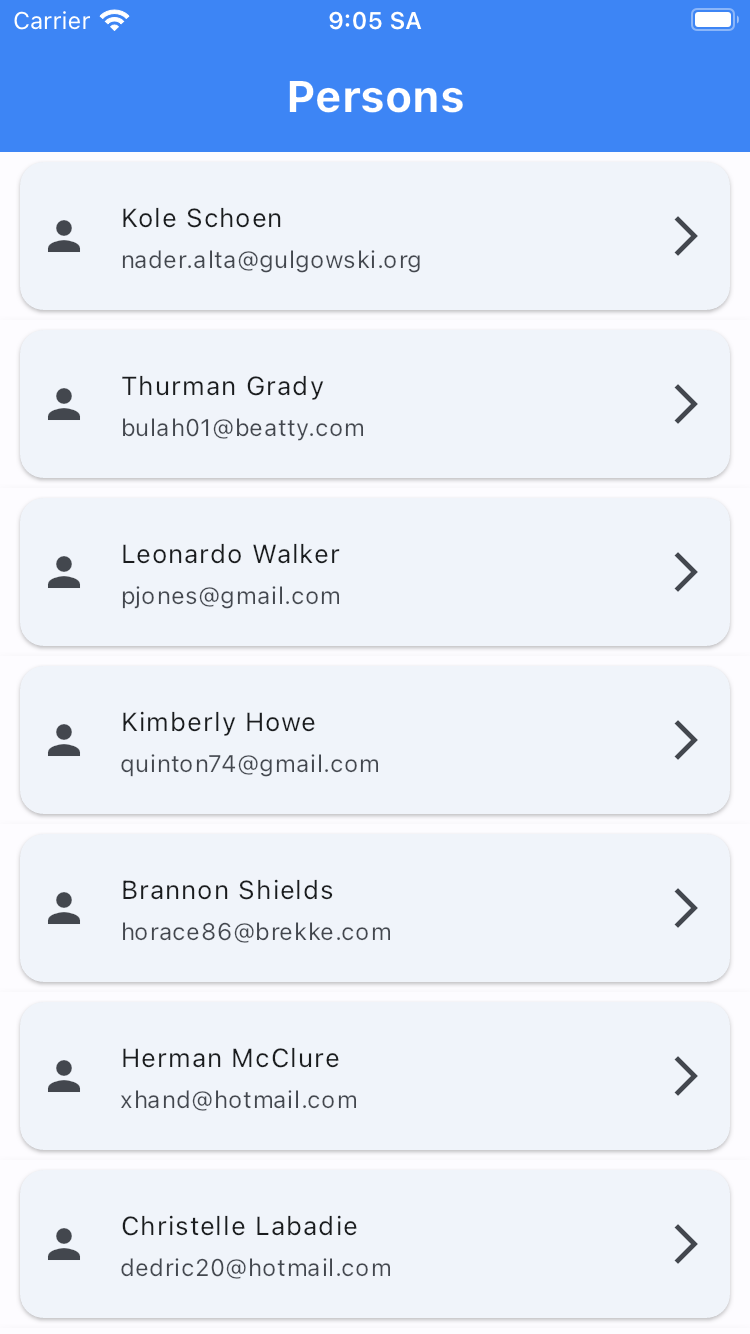 Carrier 9:05 SA
Persons
Kole Schoen
nader.alta@gulgowski.org
Thurman Grady
bulah01@beatty.com
Leonardo Walker
pjones@gmail.com
Kimberly Howe
quinton74@gmail.com
Brannon Shields
horace86@brekke.com
Herman McClure
xhand@hotmail.com
Christelle Labadie
dedric20@hotmail.com